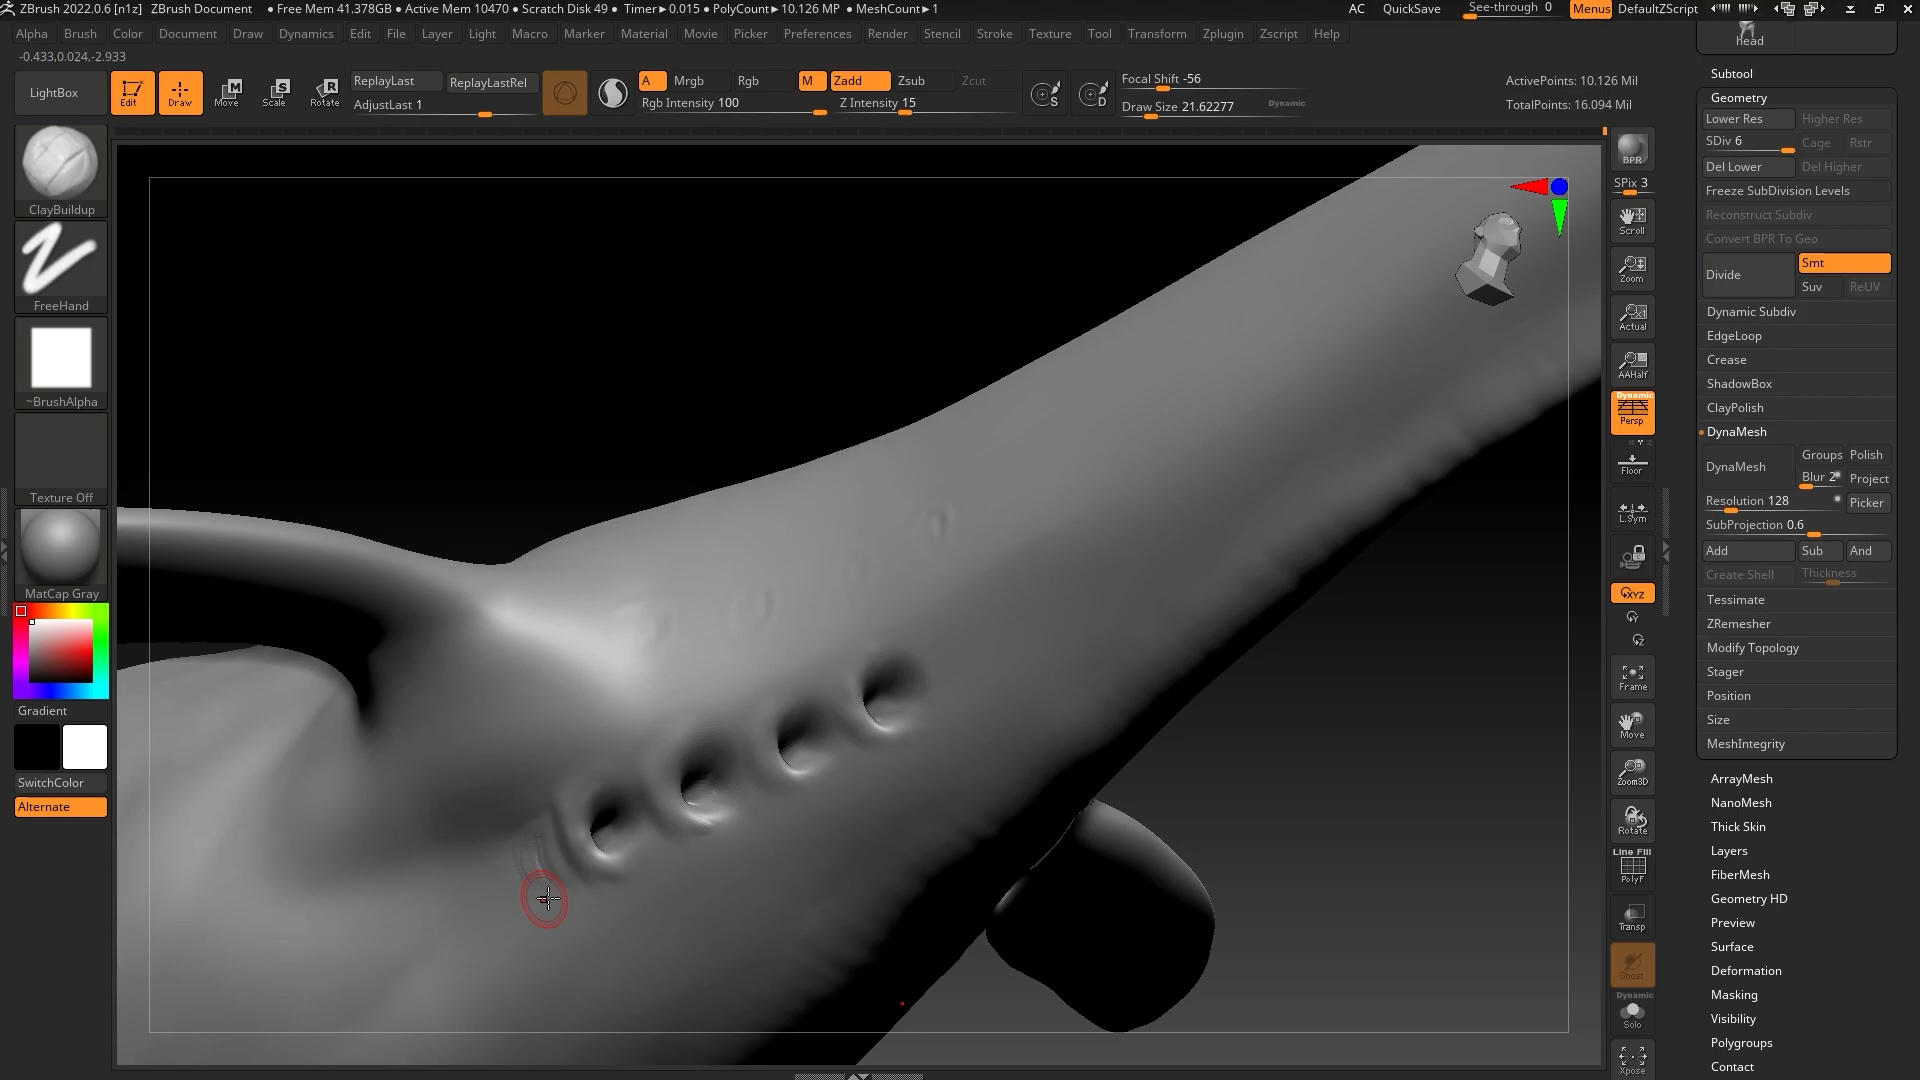 ZBrush 2022.0.6 [n1z] ZBrush Document ● Free Mem 41.378GB ● Active Mem 10470 ● Scratch Disk 49 ● Timer►0.015 ● PolyCount►10.126 MP ● MeshCount►1 AC QuickSave See-through 0 Menus DefaultZScript
Alpha Brush Color Document Draw Dynamics Edit File Layer Light Macro Marker Material Movie Picker Preferences Render Stencil Stroke Texture Tool Transform Zplugin Zscript Help
-0.433,0.024,-2.933
LightBox
Edit
Draw
Move
Scale
Rotate
ReplayLast ReplayLastRel
AdjustLast 1
A Mrgb Rgb M Zadd Zsub Zcut
Rgb Intensity 100 Z Intensity 15
S
D
Focal Shift -56
Draw Size 21.62277 Dynamic
ActivePoints: 10.126 Mil
TotalPoints: 16.094 Mil
ClayBuildup
FreeHand
~BrushAlpha
Texture Off
MatCap Gray
Gradient
SwitchColor
Alternate
BPR
SPix 3
Scroll
Zoom
Actual
AAHalf
Dynamic
Persp
Floor
L.Sym
XYZ
Y
Z
Frame
Move
Zoom3D
Rotate
Line Fill
PolyF
Transp
Ghost
Dynamic
Solo
Xpose
head
Subtool
Geometry
Lower Res Higher Res
SDiv 6 Cage Rstr
Del Lower Del Higher
Freeze SubDivision Levels
Reconstruct Subdiv
Convert BPR To Geo
Divide Smt
Suv ReUV
Dynamic Subdiv
EdgeLoop
Crease
ShadowBox
ClayPolish
DynaMesh
DynaMesh Groups Polish
Blur 2 Project
Resolution 128 Picker
SubProjection 0.6
Add Sub And
Create Shell Thickness
Tessimate
ZRemesher
Modify Topology
Stager
Position
Size
MeshIntegrity
ArrayMesh
NanoMesh
Thick Skin
Layers
FiberMesh
Geometry HD
Preview
Surface
Deformation
Masking
Visibility
Polygroups
Contact